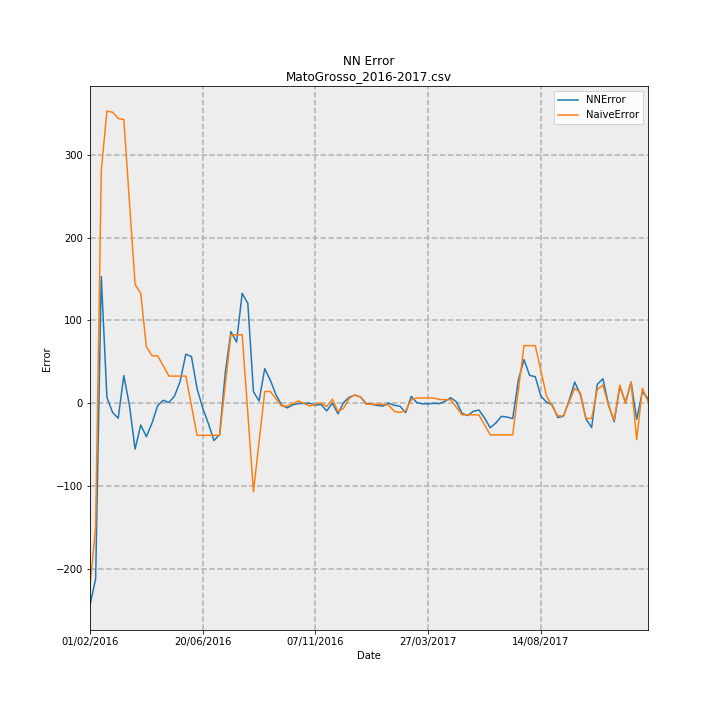 NN Error
MatoGrosso_2016-2017.csv
NNError
NaiveError
300
200
100
0
−100
−200
Error
01/02/2016 20/06/2016 07/11/2016 27/03/2017 14/08/2017
Date